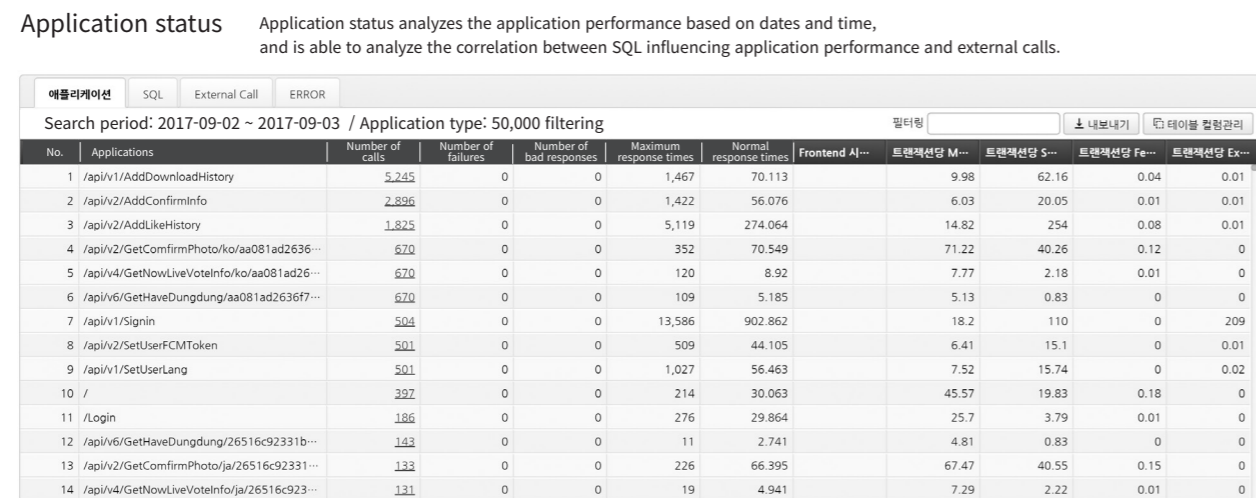 Application status
Application status analyzes the application performance based on dates and time,
and is able to analyze the correlation between SQL influencing application performance and external calls.
애플리케이션 SQL External Call ERROR
Search period: 2017-09-02 ~ 2017-09-03 / Application type: 50,000 filtering 필터링 내보내기 테이블 컬럼관리
No. Applications Number of calls Number of failures Number of bad responses Maximum response times Normal response times Frontend 시··· 트랜잭션당 M··· 트랜잭션당 S··· 트랜잭션당 Fe··· 트랜잭션당 Ex···
1 /api/v1/AddDownloadHistory 5,245 0 0 1,467 70.113 9.98 62.16 0.04 0.01
2 /api/v2/AddConfirmInfo 2,896 0 0 1,422 56.076 6.03 20.05 0.01 0.01
3 /api/v2/AddLikeHistory 1,825 0 0 5,119 274.064 14.82 254 0.08 0.01
4 /api/v2/GetComfirmPhoto/ko/aa081ad2636··· 670 0 0 352 70.549 71.22 40.26 0.12 0
5 /api/v4/GetNowLiveVoteInfo/ko/aa081ad26··· 670 0 0 120 8.92 7.77 2.18 0.01 0
6 /api/v6/GetHaveDungdung/aa081ad2636f7··· 670 0 0 109 5.185 5.13 0.83 0 0
7 /api/v1/Signin 504 0 0 13,586 902.862 18.2 110 0 209
8 /api/v2/SetUserFCMToken 501 0 0 509 44.105 6.41 15.1 0 0.01
9 /api/v1/SetUserLang 501 0 0 1,027 56.463 7.52 15.74 0 0.02
10 / 397 0 0 214 30.063 45.57 19.83 0.18 0
11 /Login 186 0 0 276 29.864 25.7 3.79 0.01 0
12 /api/v6/GetHaveDungdung/26516c92331b··· 143 0 0 11 2.741 4.81 0.83 0 0
13 /api/v2/GetComfirmPhoto/ja/26516c92331··· 133 0 0 226 66.395 67.47 40.55 0.15 0
14 /api/v4/GetNowLiveVoteInfo/ja/26516c923··· 131 0 0 19 4.941 7.29 2.22 0.01 0